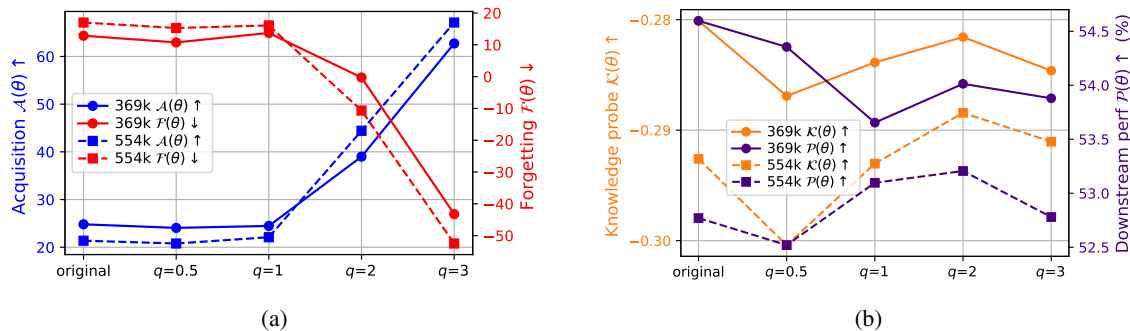 Acquisition 𝒜(θ) ↑
60
50
40
30
20
369k 𝒜(θ) ↑
369k ℱ(θ) ↓
554k 𝒜(θ) ↑
554k ℱ(θ) ↓
original
q=0.5
q=1
q=2
q=3
20
10
0
−10
−20
−30
−40
−50
Forgetting ℱ(θ) ↓
(a)
Knowledge probe 𝒦(θ) ↑
−0.28
−0.29
−0.30
369k 𝒦(θ) ↑
369k 𝒫(θ) ↑
554k 𝒦(θ) ↑
554k 𝒫(θ) ↑
original
q=0.5
q=1
q=2
q=3
54.5
54.0
53.5
53.0
52.5
Downstream perf 𝒫(θ) ↑ (%)
(b)